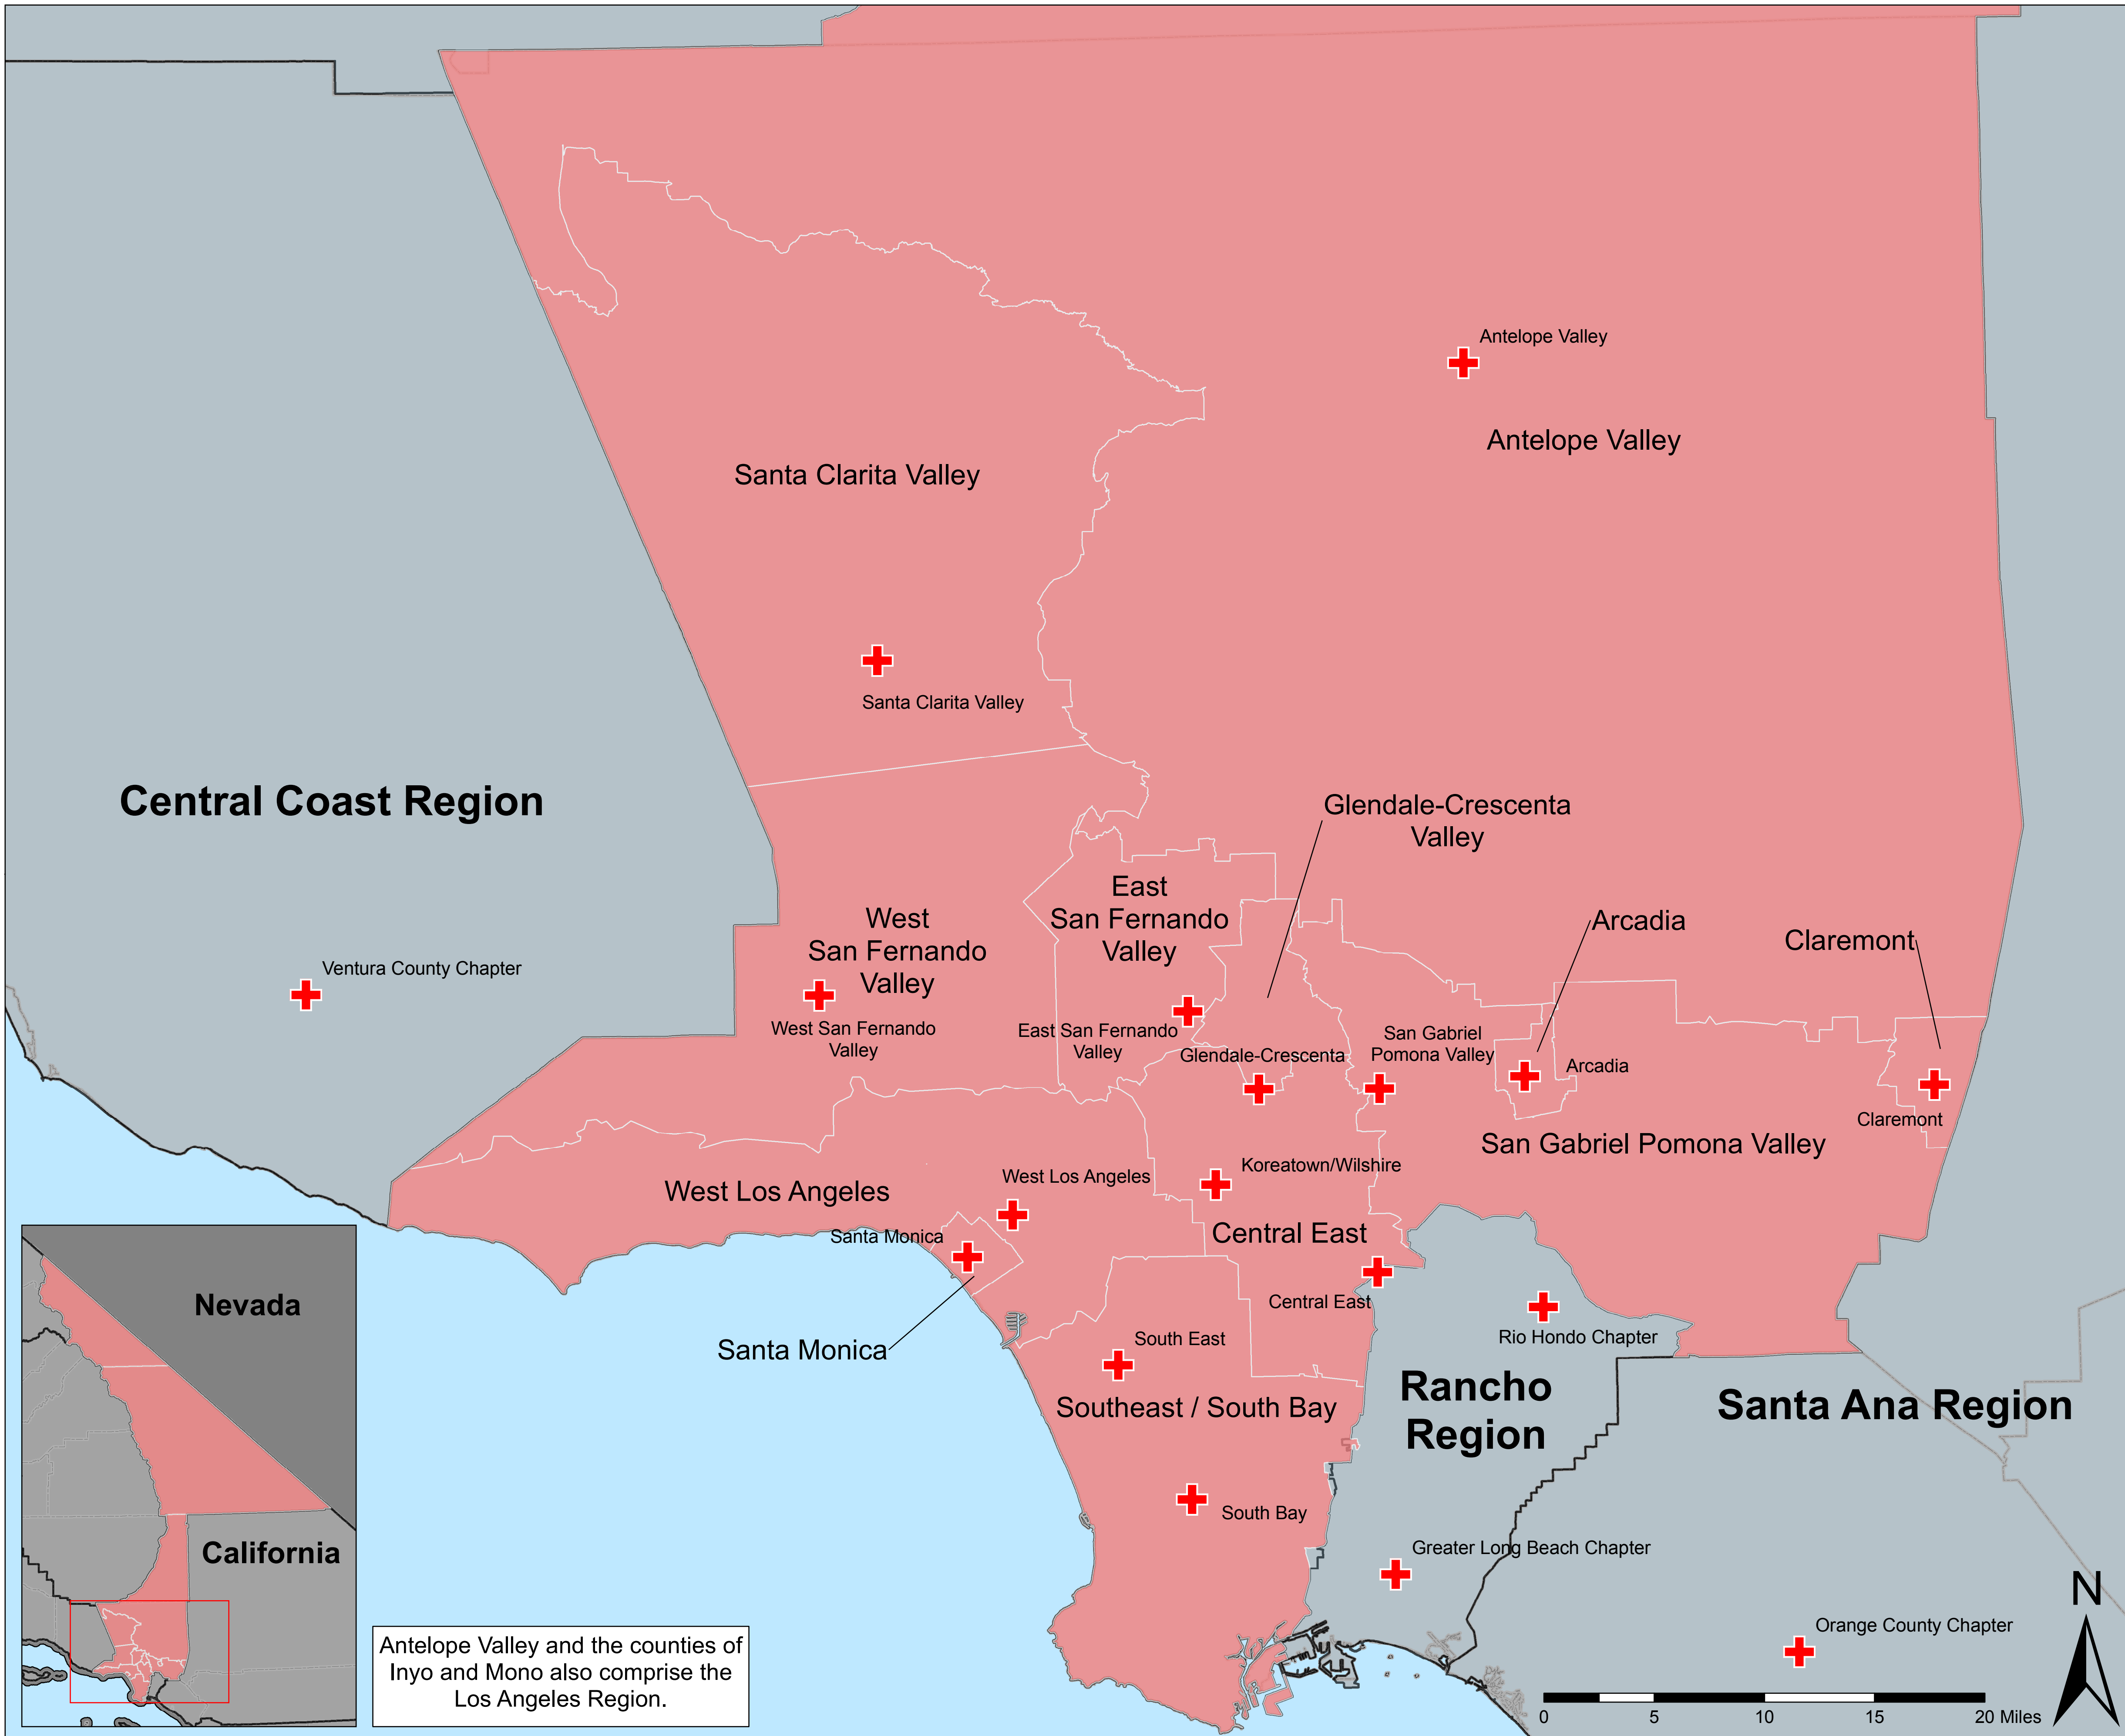 Antelope Valley
Antelope Valley
Santa Clarita Valley
Santa Clarita Valley
Central Coast Region
Glendale-Crescenta
Valley
East
San Fernando
Valley
West
San Fernando
Valley
Arcadia
Claremont
Ventura County Chapter
West San Fernando
Valley
East San Fernando
Valley
San Gabriel
Pomona Valley
Glendale-Crescenta
Arcadia
Claremont
San Gabriel Pomona Valley
Koreatown/Wilshire
West Los Angeles
West Los Angeles
Santa Monica
Central East
Central East
Santa Monica
South East
Rio Hondo Chapter
Southeast / South Bay
Rancho
Region
Santa Ana Region
South Bay
Greater Long Beach Chapter
Orange County Chapter
Nevada
California
Antelope Valley and the counties of
Inyo and Mono also comprise the
Los Angeles Region.
N
0 5 10 15 20 Miles